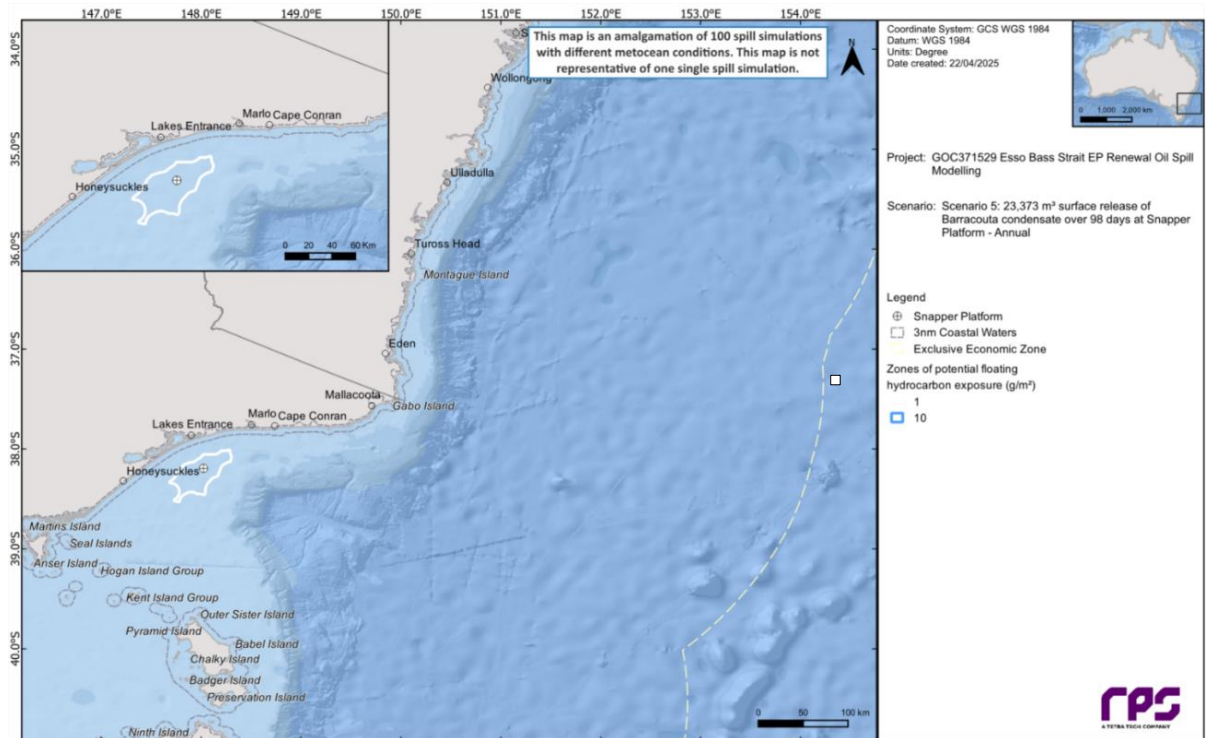 147.0°E 148.0°E 149.0°E 150.0°E 151.0°E 152.0°E 153.0°E 154.0°E
34.0°S
35.0°S
36.0°S
37.0°S
38.0°S
39.0°S
40.0°S
This map is an amalgamation of 100 spill simulations
with different metocean conditions. This map is not
representative of one single spill simulation.
N
Marlo Cape Conran
Lakes Entrance
Honeysuckles
0 20 40 60 Km
Wollongong
Ulladulla
Tuross Head
Montague Island
Eden
Mallacoota
Gabo Island
Marlo Cape Conran
Lakes Entrance
Honeysuckles
Martins Island
Seal Islands
Anser Island
Hogan Island Group
Kent Island Group
Outer Sister Island
Pyramid Island
Babel Island
Chalky Island
Badger Island
Preservation Island
Ninth Island
0 50 100 km
Coordinate System: GCS WGS 1984
Datum: WGS 1984
Units: Degree
Date created: 22/04/2025
0 1,000 2,000 km
Project: GOC371529 Esso Bass Strait EP Renewal Oil Spill
Modelling
Scenario: Scenario 5: 23,373 m³ surface release of
Barracouta condensate over 98 days at Snapper
Platform - Annual
Legend
Snapper Platform
3nm Coastal Waters
Exclusive Economic Zone
Zones of potential floating
hydrocarbon exposure (g/m²)
1
10
rps
A TETRA TECH COMPANY